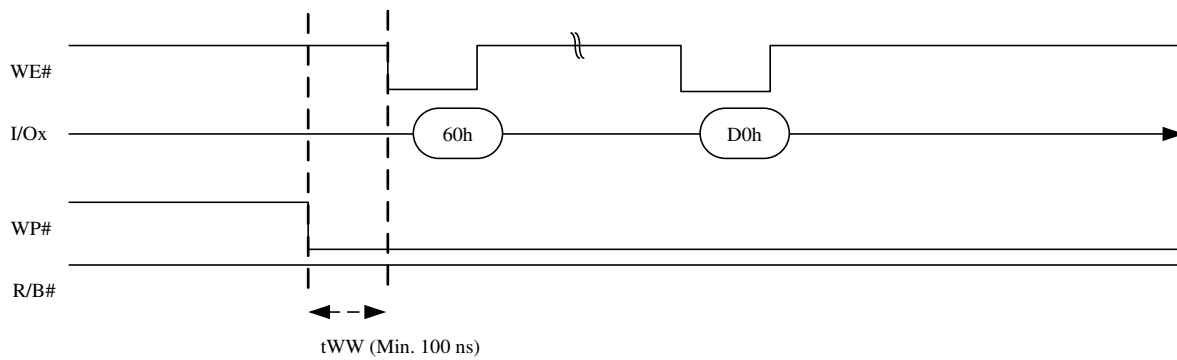 WE#
I/Ox 60h D0h
WP#
R/B#
tWW (Min. 100 ns)